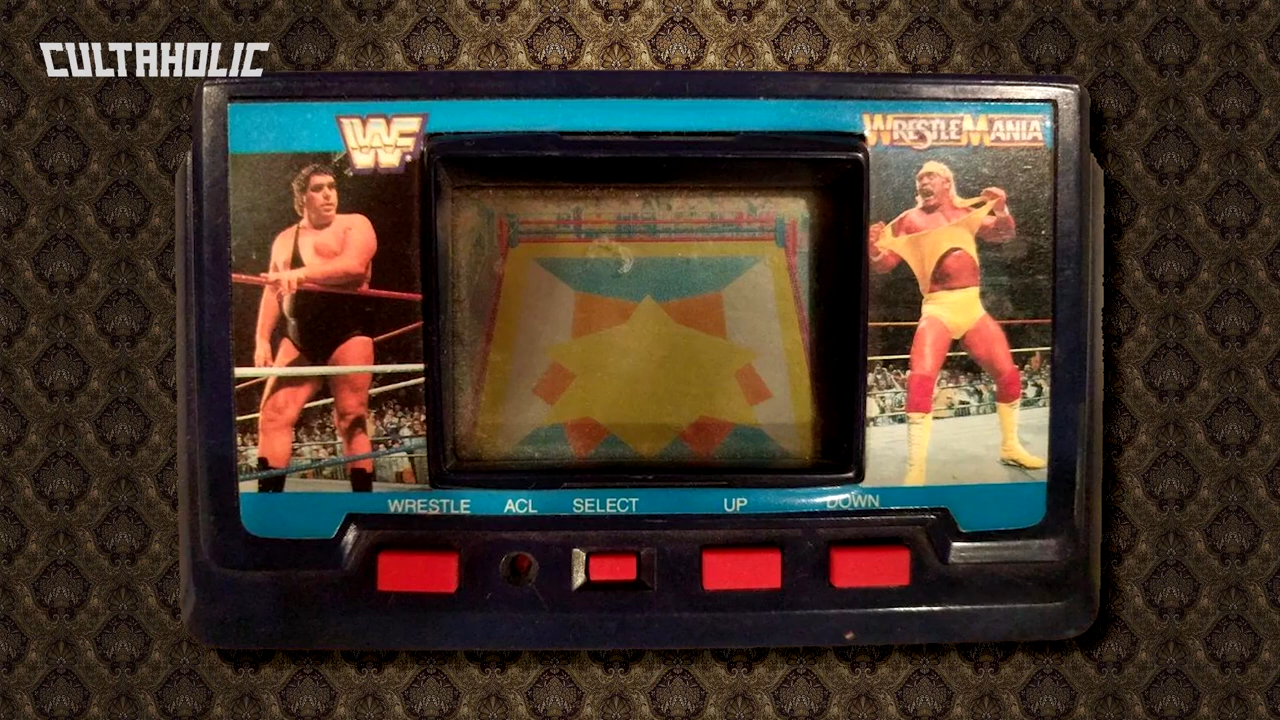 CULTAHOLIC
WF
WRESTLEMANIA
WRESTLE ACL SELECT UP DOWN